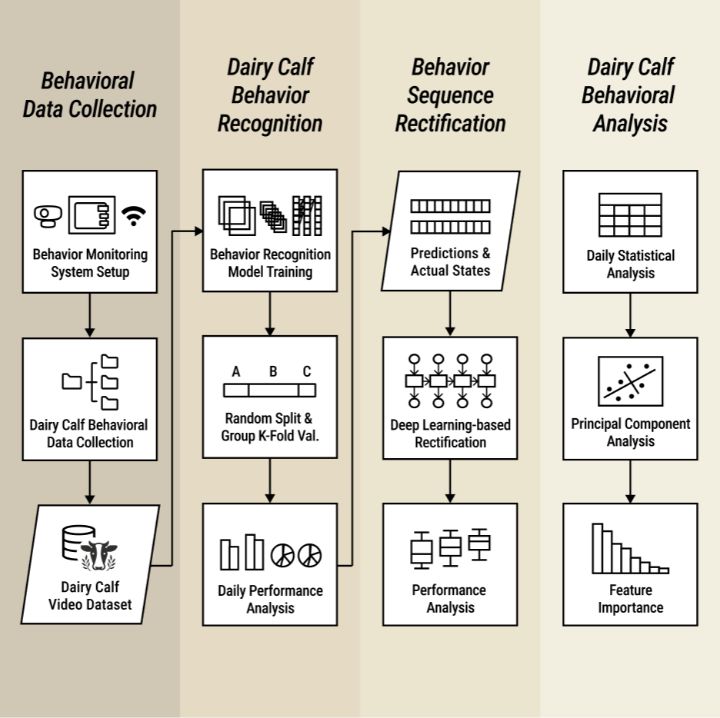 Behavioral
Data Collection
Behavior Monitoring
System Setup
Dairy Calf Behavioral
Data Collection
Dairy Calf
Video Dataset
Dairy Calf
Behavior
Recognition
Behavior Recognition
Model Training
A B C
Random Split &
Group K-Fold Val.
Daily Performance
Analysis
Behavior
Sequence
Rectification
Predictions &
Actual States
Deep Learning-based
Rectification
Performance
Analysis
Dairy Calf
Behavioral
Analysis
Daily Statistical
Analysis
Principal Component
Analysis
Feature
Importance